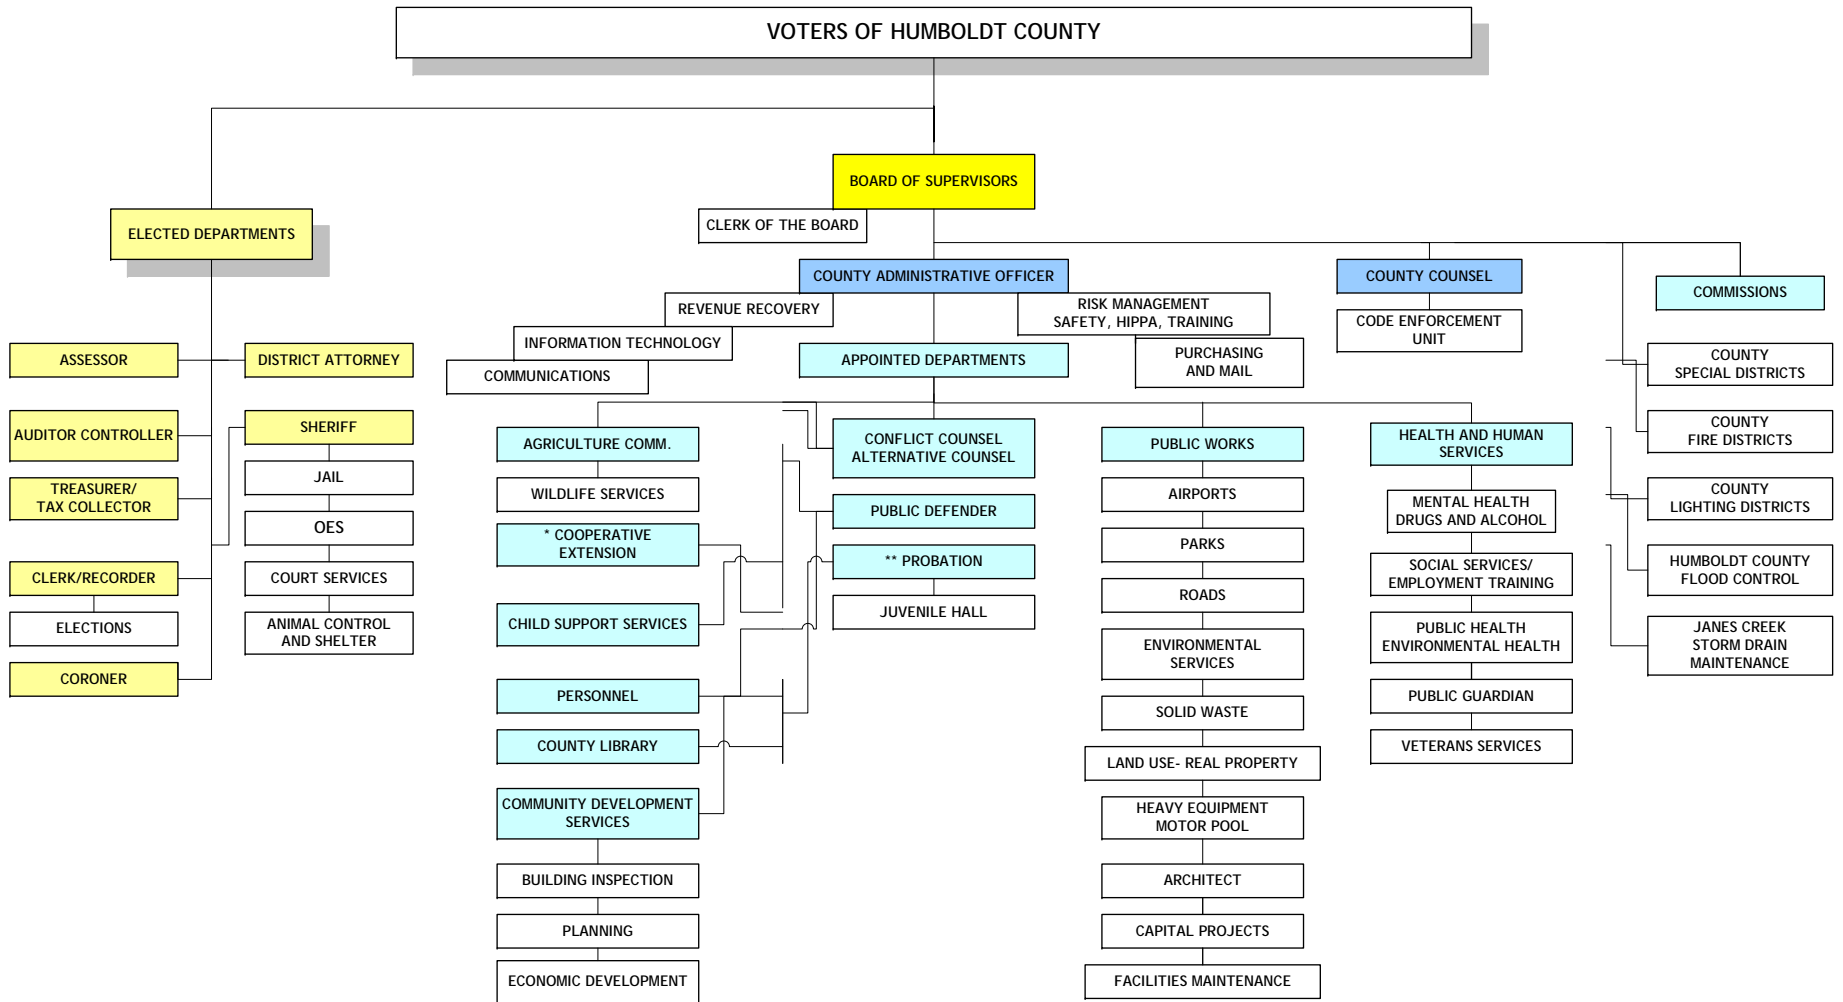 VOTERS OF HUMBOLDT COUNTY
BOARD OF SUPERVISORS
CLERK OF THE BOARD
ELECTED DEPARTMENTS
COUNTY ADMINISTRATIVE OFFICER
COUNTY COUNSEL
COMMISSIONS
REVENUE RECOVERY
RISK MANAGEMENT
SAFETY, HIPPA, TRAINING
CODE ENFORCEMENT
UNIT
INFORMATION TECHNOLOGY
COMMUNICATIONS
APPOINTED DEPARTMENTS
PURCHASING
AND MAIL
ASSESSOR
DISTRICT ATTORNEY
AUDITOR CONTROLLER
TREASURER/
TAX COLLECTOR
CLERK/RECORDER
ELECTIONS
CORONER
SHERIFF
JAIL
OES
COURT SERVICES
ANIMAL CONTROL
AND SHELTER
AGRICULTURE COMM.
WILDLIFE SERVICES
* COOPERATIVE
EXTENSION
CHILD SUPPORT SERVICES
PERSONNEL
COUNTY LIBRARY
COMMUNITY DEVELOPMENT
SERVICES
BUILDING INSPECTION
PLANNING
ECONOMIC DEVELOPMENT
CONFLICT COUNSEL
ALTERNATIVE COUNSEL
PUBLIC DEFENDER
** PROBATION
JUVENILE HALL
PUBLIC WORKS
AIRPORTS
PARKS
ROADS
ENVIRONMENTAL
SERVICES
SOLID WASTE
LAND USE- REAL PROPERTY
HEAVY EQUIPMENT
MOTOR POOL
ARCHITECT
CAPITAL PROJECTS
FACILITIES MAINTENANCE
HEALTH AND HUMAN
SERVICES
MENTAL HEALTH
DRUGS AND ALCOHOL
SOCIAL SERVICES/
EMPLOYMENT TRAINING
PUBLIC HEALTH
ENVIRONMENTAL HEALTH
PUBLIC GUARDIAN
VETERANS SERVICES
COUNTY
SPECIAL DISTRICTS
COUNTY
FIRE DISTRICTS
COUNTY
LIGHTING DISTRICTS
HUMBOLDT COUNTY
FLOOD CONTROL
JANES CREEK
STORM DRAIN
MAINTENANCE